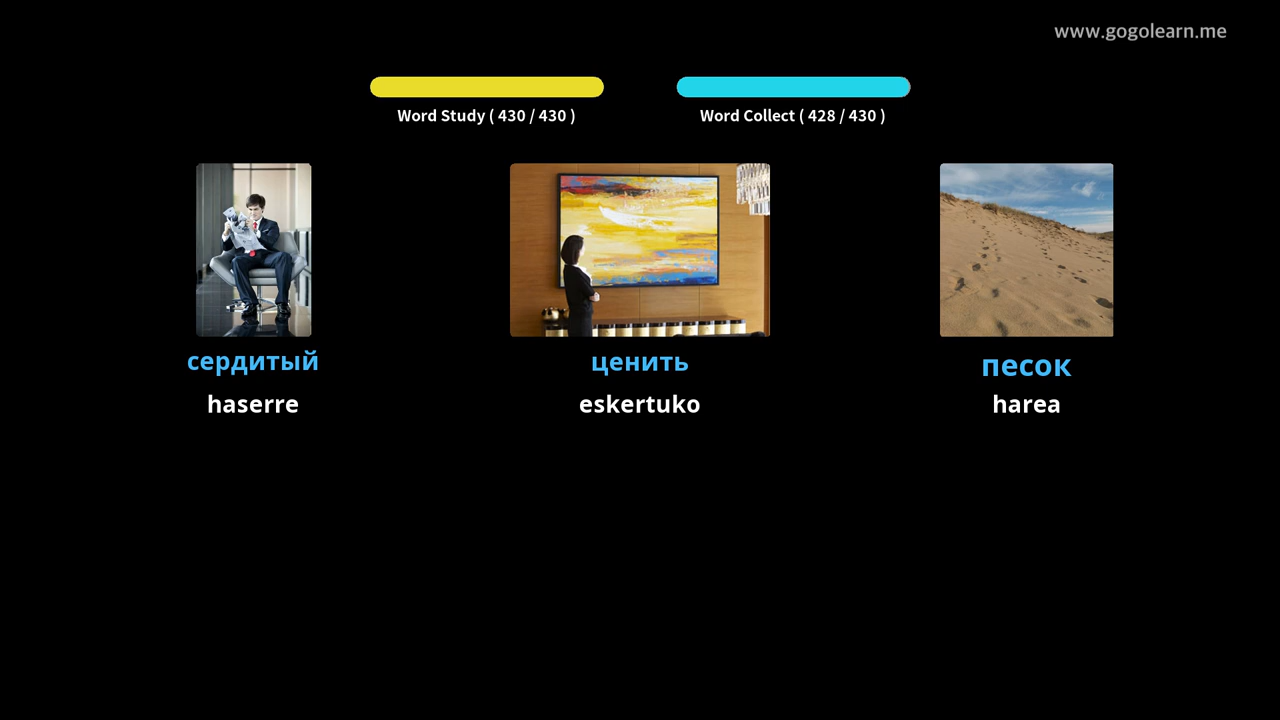 www.gogolearn.me
Word Study ( 430 / 430 )
Word Collect ( 428 / 430 )
сердитый
haserre
ценить
eskertuko
песок
harea